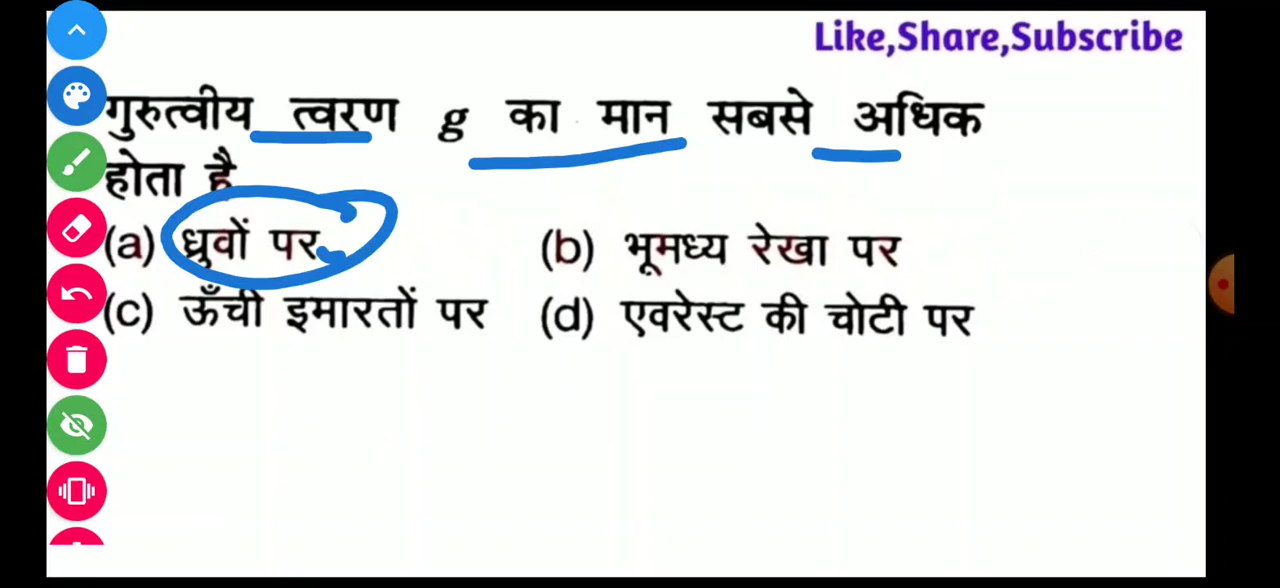 Like,Share,Subscribe
गुरुत्वीय त्वरण g का मान सबसे अधिक
होता है
(a) ध्रुवों पर (b) भूमध्य रेखा पर
(c) ऊँची इमारतों पर (d) एवरेस्ट की चोटी पर